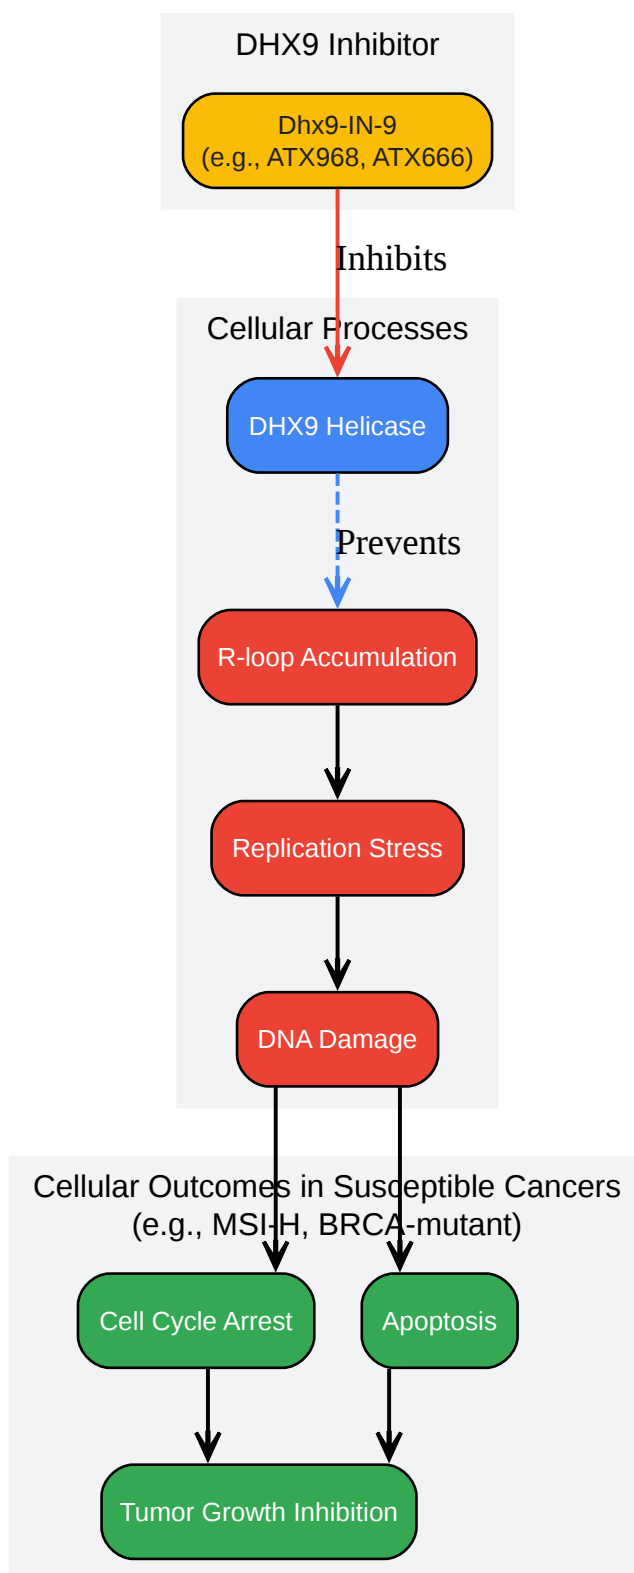 DHX9 Inhibitor
Dhx9-IN-9
(e.g., ATX968, ATX666)
Inhibits
Cellular Processes
DHX9 Helicase
Prevents
R-loop Accumulation
Replication Stress
DNA Damage
Cellular Outcomes in Susceptible Cancers
(e.g., MSI-H, BRCA-mutant)
Cell Cycle Arrest
Apoptosis
Tumor Growth Inhibition